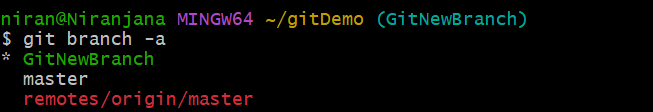 niran@Niranjana MINGW64 ~/gitDemo (GitNewBranch)
$ git branch -a
* GitNewBranch
  master
  remotes/origin/master